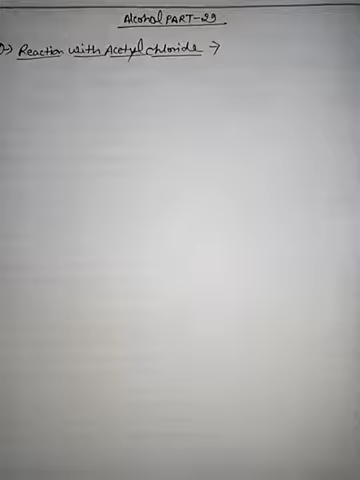 Alcohol PART-29
→ Reaction with Acetyl chloride →